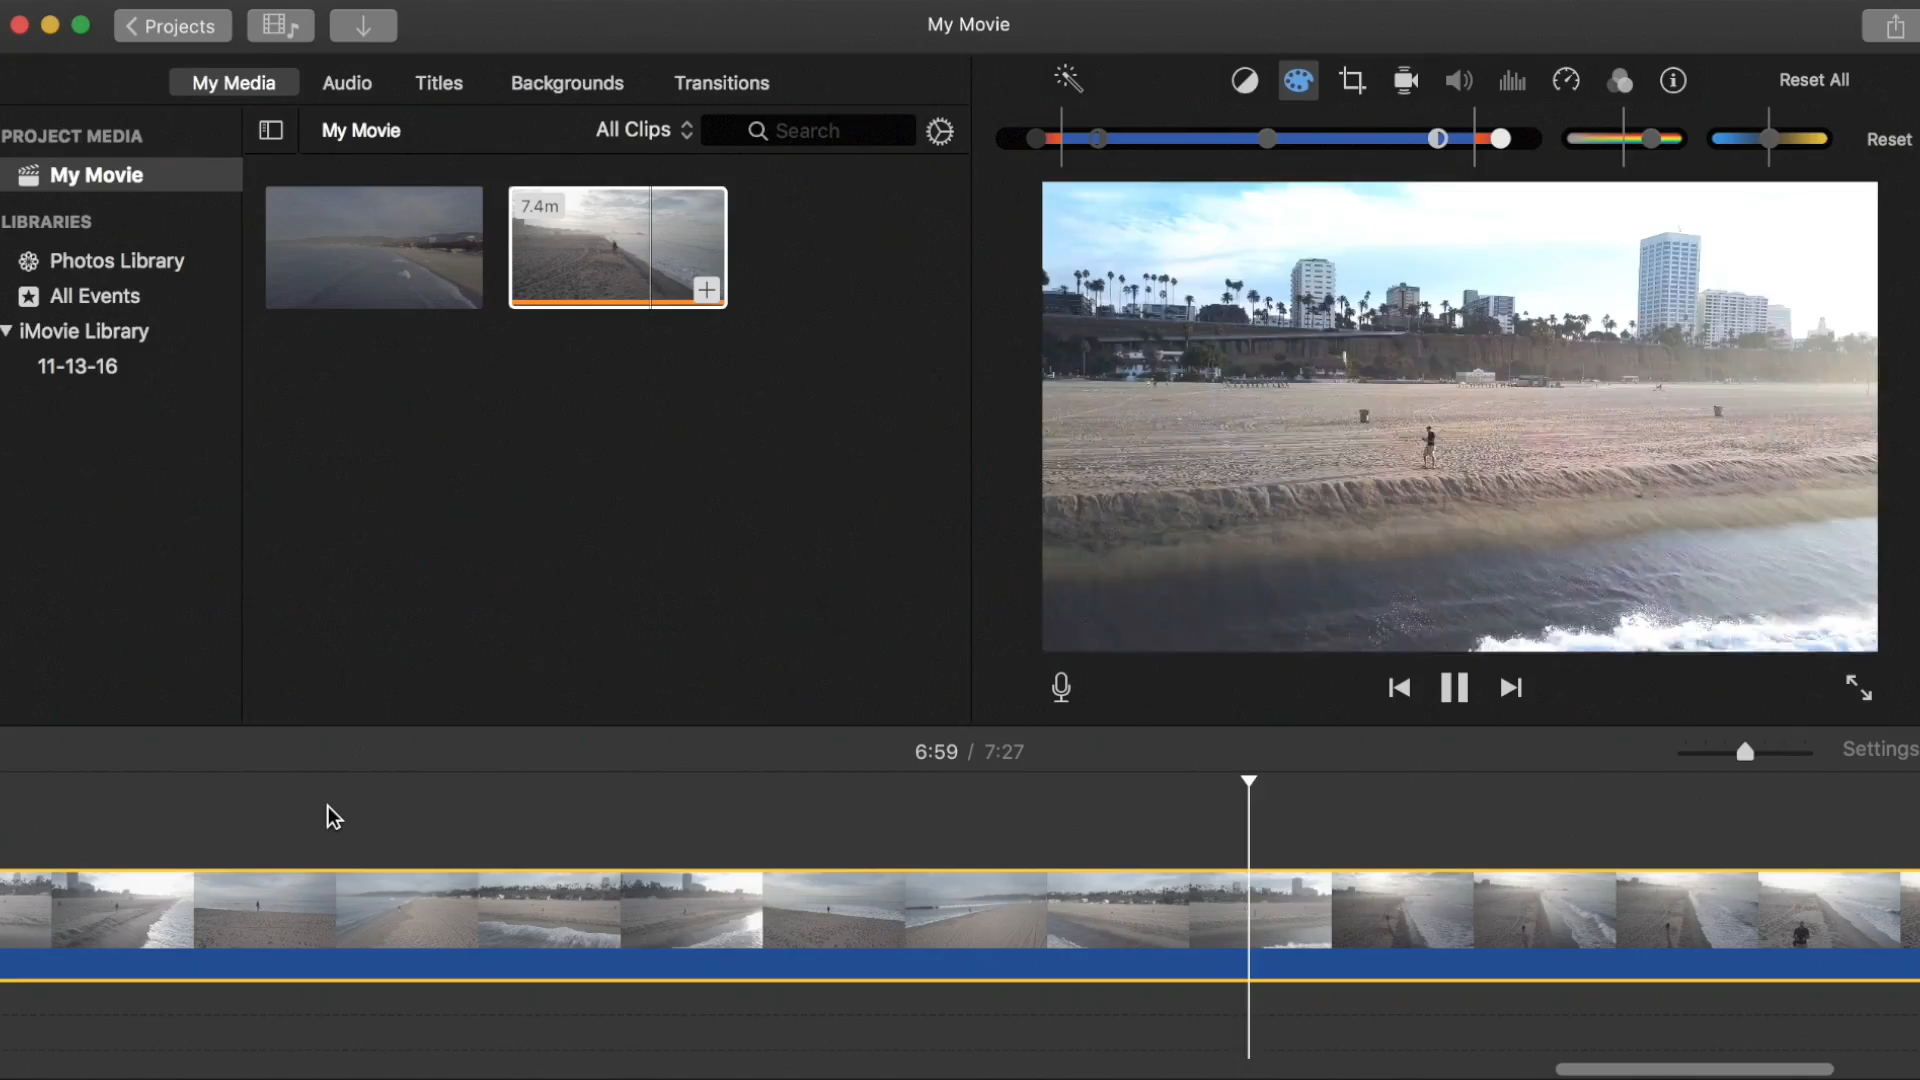 Projects
My Movie
My Media
Audio
Titles
Backgrounds
Transitions
Reset All
PROJECT MEDIA
My Movie
All Clips
Search
Reset
My Movie
LIBRARIES
7.4m
Photos Library
All Events
iMovie Library
11-13-16
6:59 / 7:27
Settings